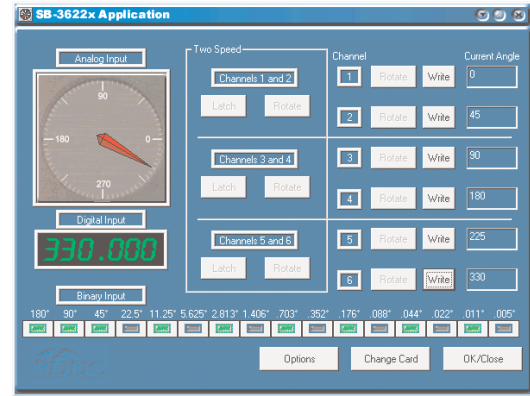 SB-3622x Application
Analog Input
90
180
0
270
Digital Input
330.000
Binary Input
Two Speed
Channels 1 and 2
Latch Rotate
Channels 3 and 4
Latch Rotate
Channels 5 and 6
Latch Rotate
Channel Current Angle
1 Rotate Write 0
2 Rotate Write 45
3 Rotate Write 90
4 Rotate Write 180
5 Rotate Write 225
6 Rotate Write 330
180° 90° 45° 22.5° 11.25° 5.625° 2.813° 1.406° .703° .352° .176° .088° .044° .022° .011° .005°
Options Change Card OK/Close